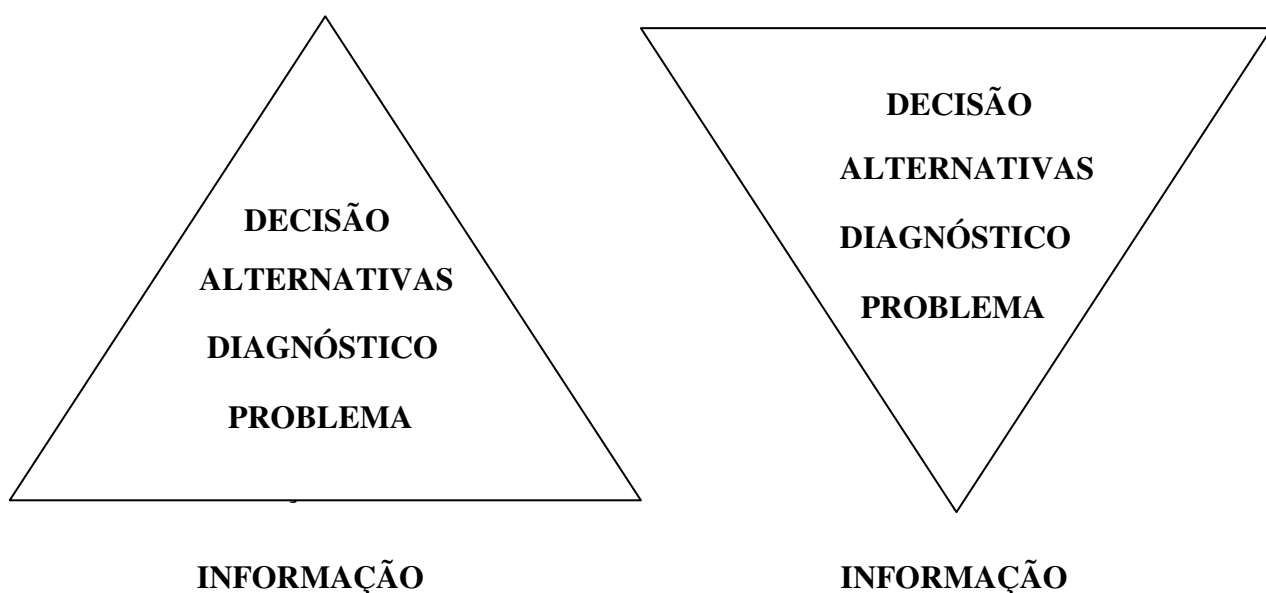 DECISÃO
ALTERNATIVAS
DIAGNÓSTICO
PROBLEMA
INFORMAÇÃO
DECISÃO
ALTERNATIVAS
DIAGNÓSTICO
PROBLEMA
INFORMAÇÃO